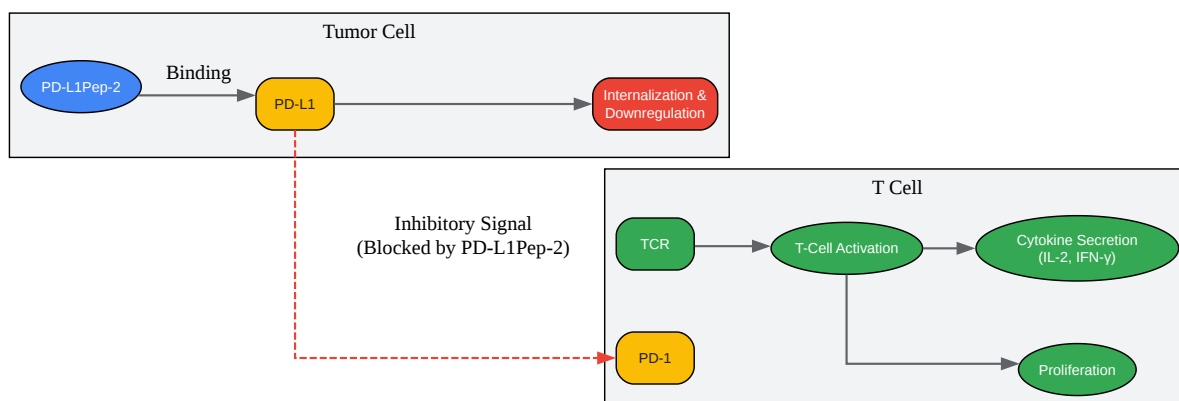 Tumor Cell
PD-L1Pep-2
Binding
PD-L1
Internalization &
Downregulation
Inhibitory Signal
(Blocked by PD-L1Pep-2)
T Cell
TCR
T-Cell Activation
Cytokine Secretion
(IL-2, IFN-γ)
PD-1
Proliferation